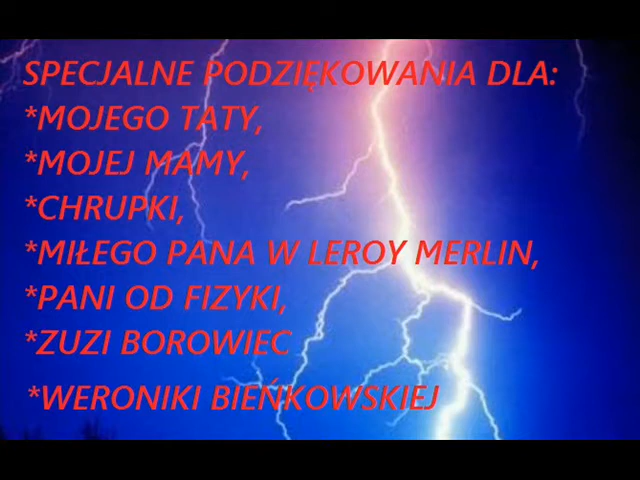 SPECJALNE PODZIĘKOWANIA DLA:
*MOJEGO TATY,
*MOJEJ MAMY,
*CHRUPKI,
*MIŁEGO PANA W LEROY MERLIN,
*PANI OD FIZYKI,
*ZUZI BOROWIEC
*WERONIKI BIEŃKOWSKIEJ